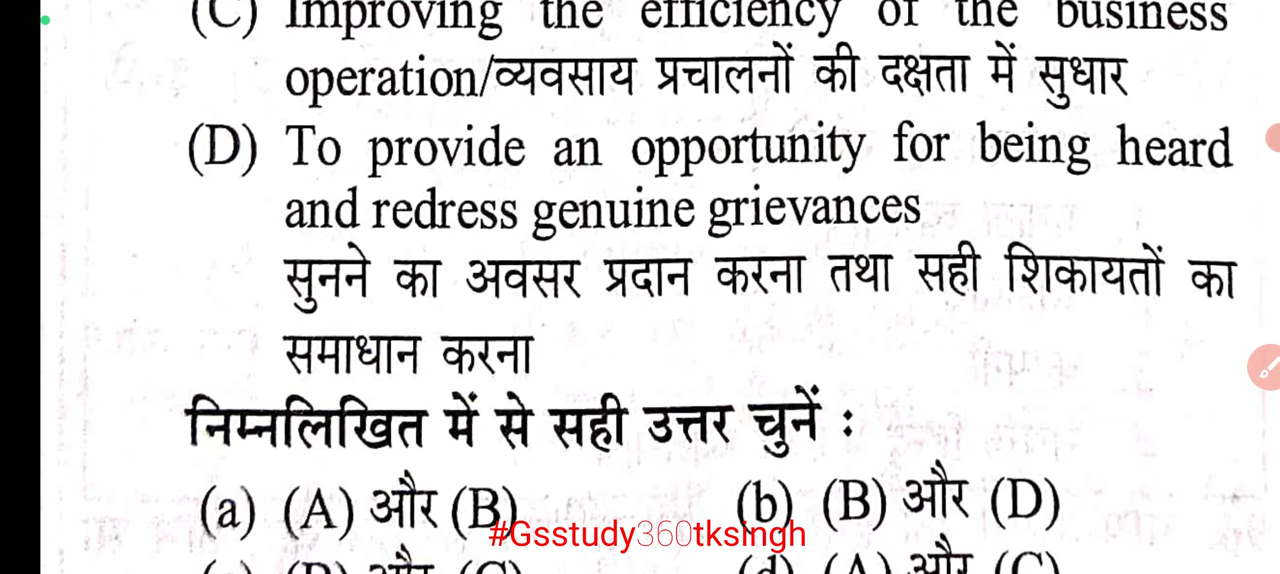 (C) Improving the efficiency of the business
operation/व्यवसाय प्रचालनों की दक्षता में सुधार
(D) To provide an opportunity for being heard
and redress genuine grievances
सुनने का अवसर प्रदान करना तथा सही शिकायतों का
समाधान करना
निम्नलिखित में से सही उत्तर चुनें :
(a) (A) और (B) (b) (B) और (D)
#Gsstudy360tksingh
(c) (B) और (C) (d) (A) और (C)